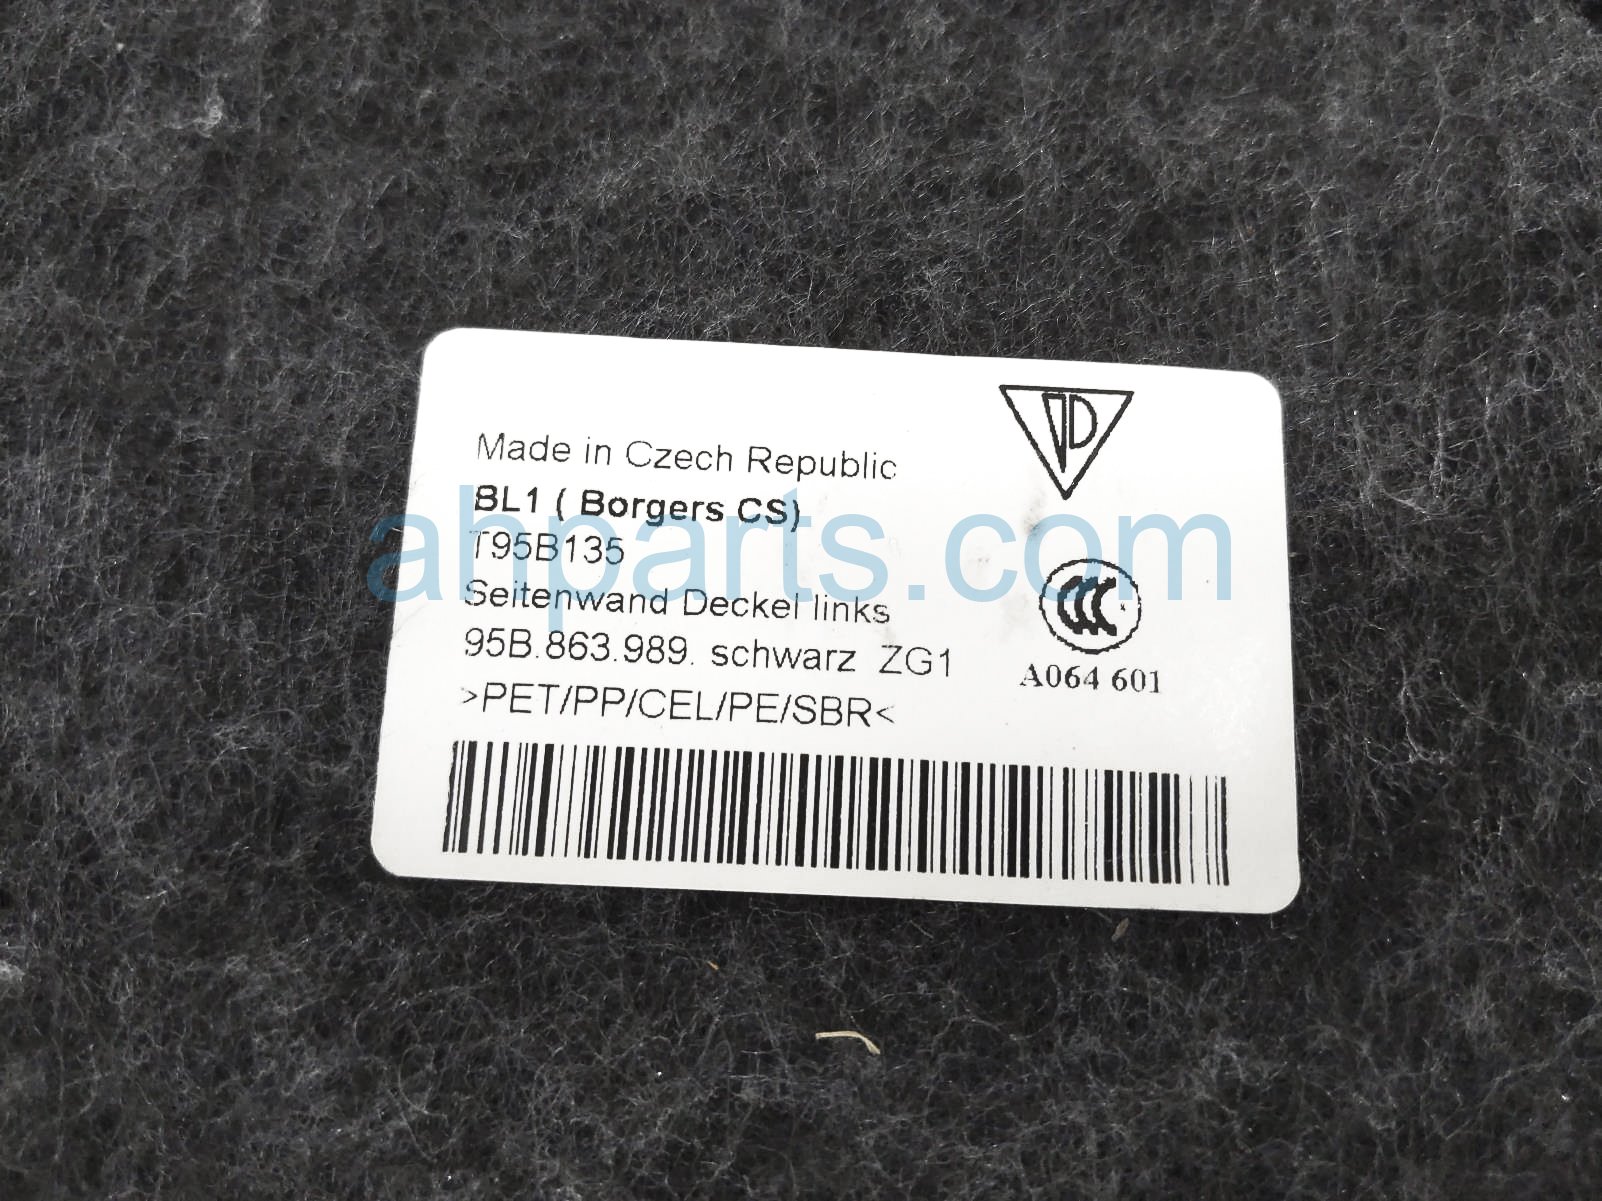 Made in Czech Republic
BL1 ( Borgers CS)
T95B135
Seitenwand Deckel links
95B.863.989. schwarz ZG1
>PET/PP/CEL/PE/SBR<
A064 601
ahparts.com